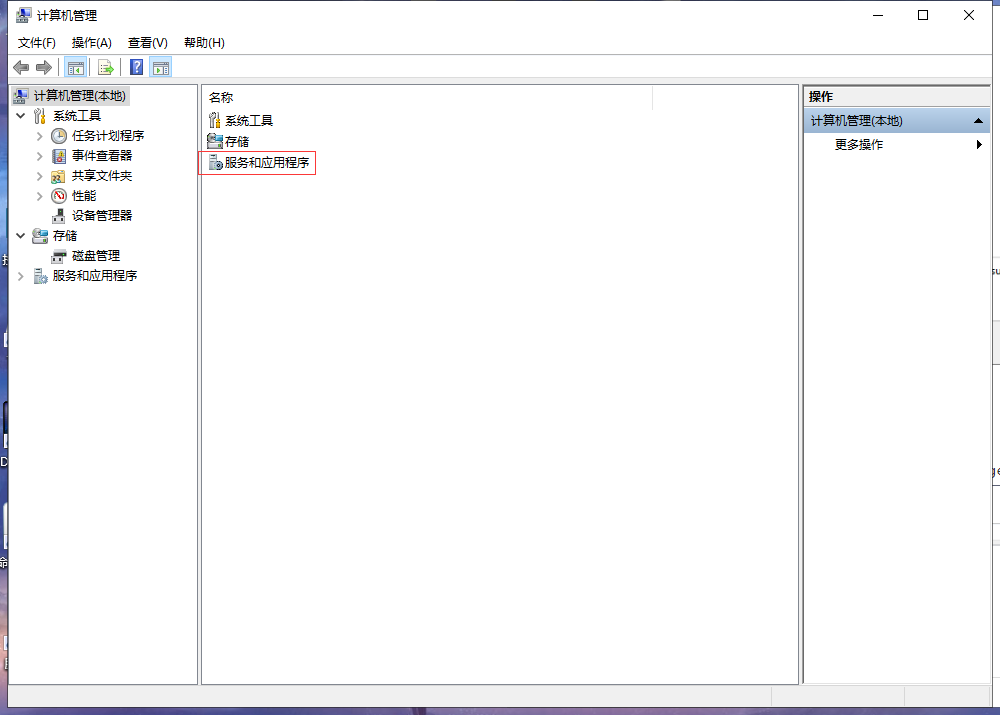 计算机管理
文件(F) 操作(A) 查看(V) 帮助(H)
计算机管理(本地)
系统工具
任务计划程序
事件查看器
共享文件夹
性能
设备管理器
存储
磁盘管理
服务和应用程序
名称
系统工具
存储
服务和应用程序
操作
计算机管理(本地)
更多操作